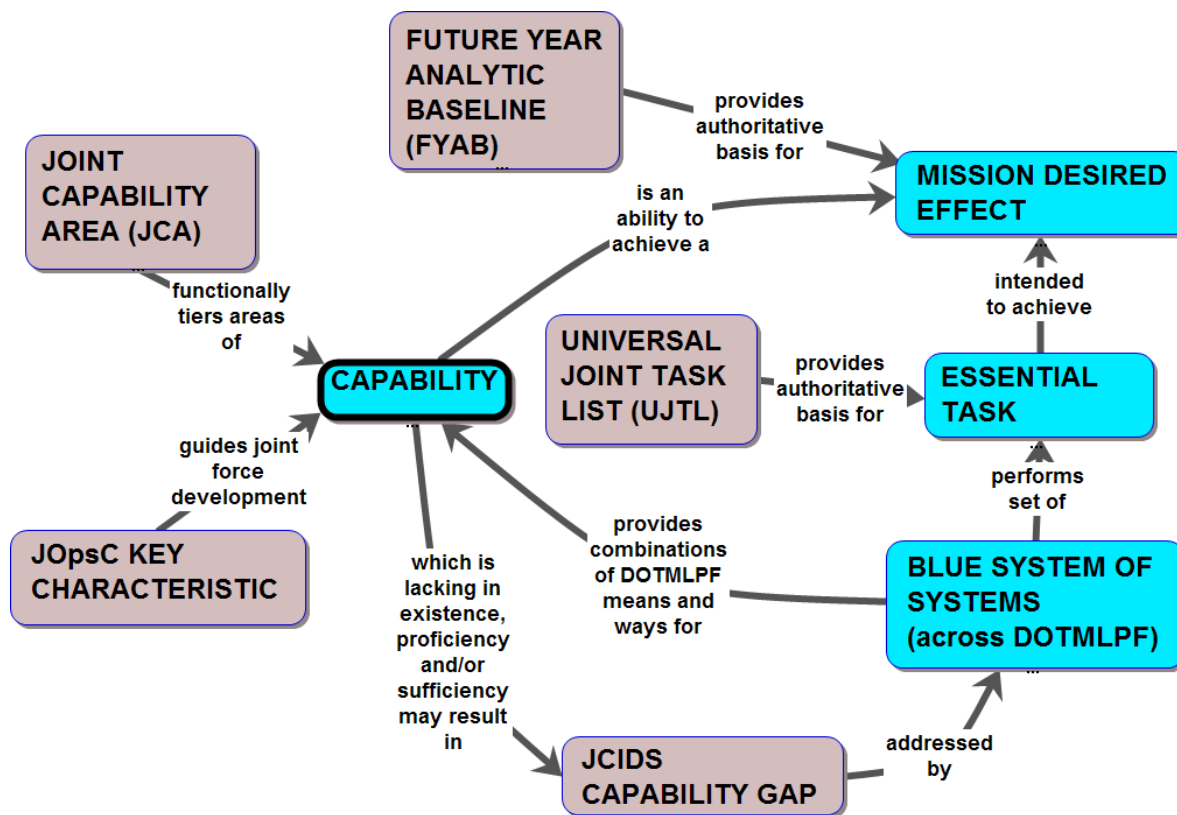 FUTURE YEAR
ANALYTIC
BASELINE
(FYAB)
...
provides
authoritative
basis for
JOINT
CAPABILITY
AREA (JCA)
...
MISSION DESIRED
EFFECT
...
is an
ability to
achieve a
functionally
tiers areas
of
intended
to achieve
UNIVERSAL
JOINT TASK
LIST (UJTL)
provides
authoritative
basis for
ESSENTIAL
TASK
...
CAPABILITY
...
guides joint
force
development
performs
set of
JOpsC KEY
CHARACTERISTIC
provides
combinations
of DOTMLPF
means and
ways for
BLUE SYSTEM OF
SYSTEMS
(across DOTMLPF)
...
which is
lacking in
existence,
proficiency
and/or
sufficiency
may result
in
addressed
by
JCIDS
CAPABILITY GAP